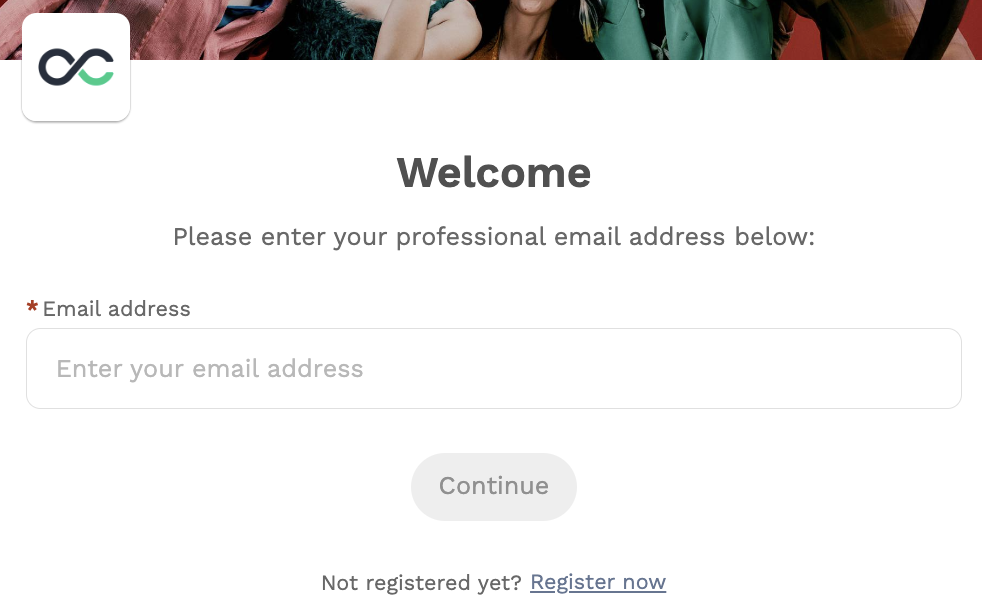 Welcome
Please enter your professional email address below:
* Email address
Enter your email address
Continue
Not registered yet? Register now